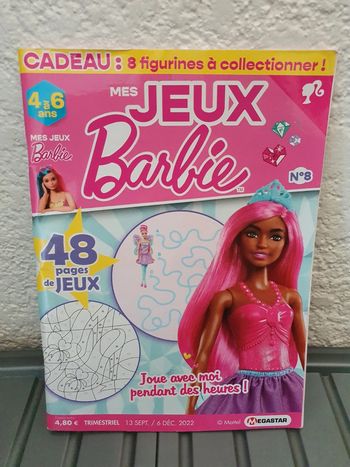 CADEAU : 8 figurines à collectionner !
4 à 6
ans
MES JEUX
Barbie
MES
JEUX
Barbie
TM
N°8
48
pages
de JEUX
Joue avec moi
pendant des heures !
4,80 € TRIMESTRIEL 13 SEPT. / 6 DÉC. 2022 © Mattel MEGASTAR